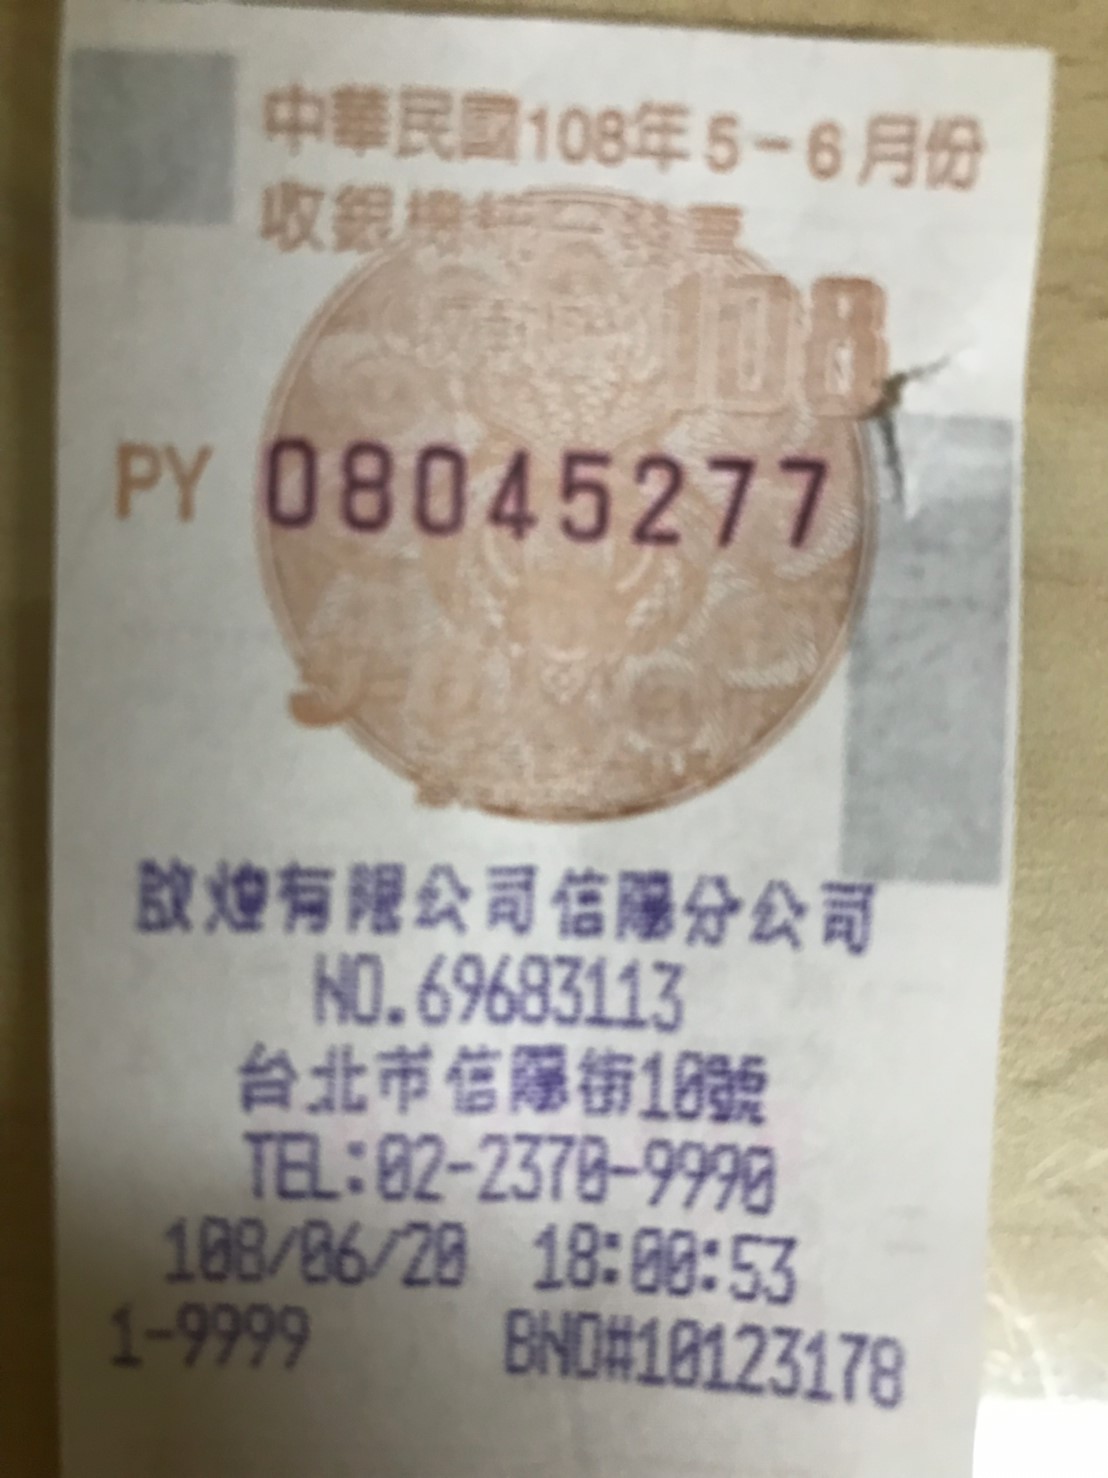 中華民國108年5-6月份
收銀機統一發票
108
PY 08045277
啟煌有限公司信陽分公司
NO.69683113
台北市信陽街10號
TEL:02-2370-9990
108/06/20 18:00:53
1-9999 BNO#10123178